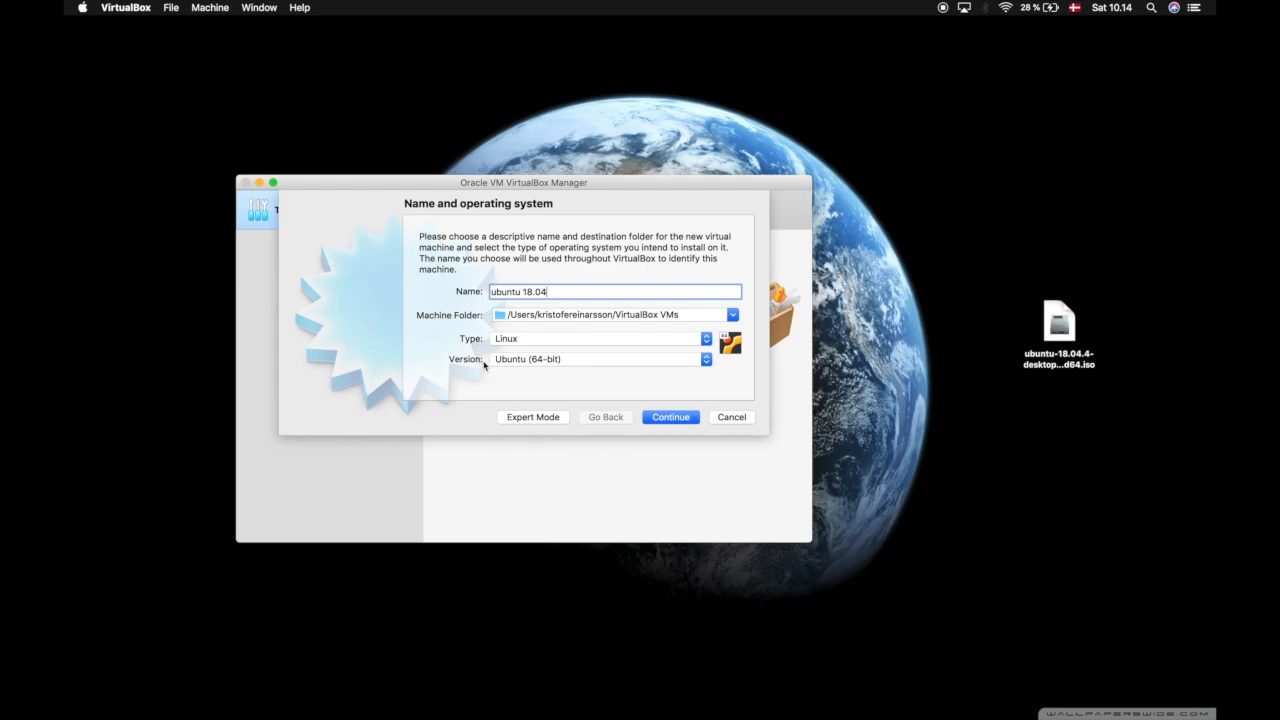 VirtualBox File Machine Window Help 28 % Sat 10.14
Oracle VM VirtualBox Manager
T
Name and operating system
Please choose a descriptive name and destination folder for the new virtual
machine and select the type of operating system you intend to install on it.
The name you choose will be used throughout VirtualBox to identify this
machine.
Name: ubuntu 18.04
Machine Folder: /Users/kristofereinarsson/VirtualBox VMs
Type: Linux
64
Version: Ubuntu (64-bit)
Expert Mode Go Back Continue Cancel
ubuntu-18.04.4-
desktop...d64.iso
WALLPAPERSWIDE.COM